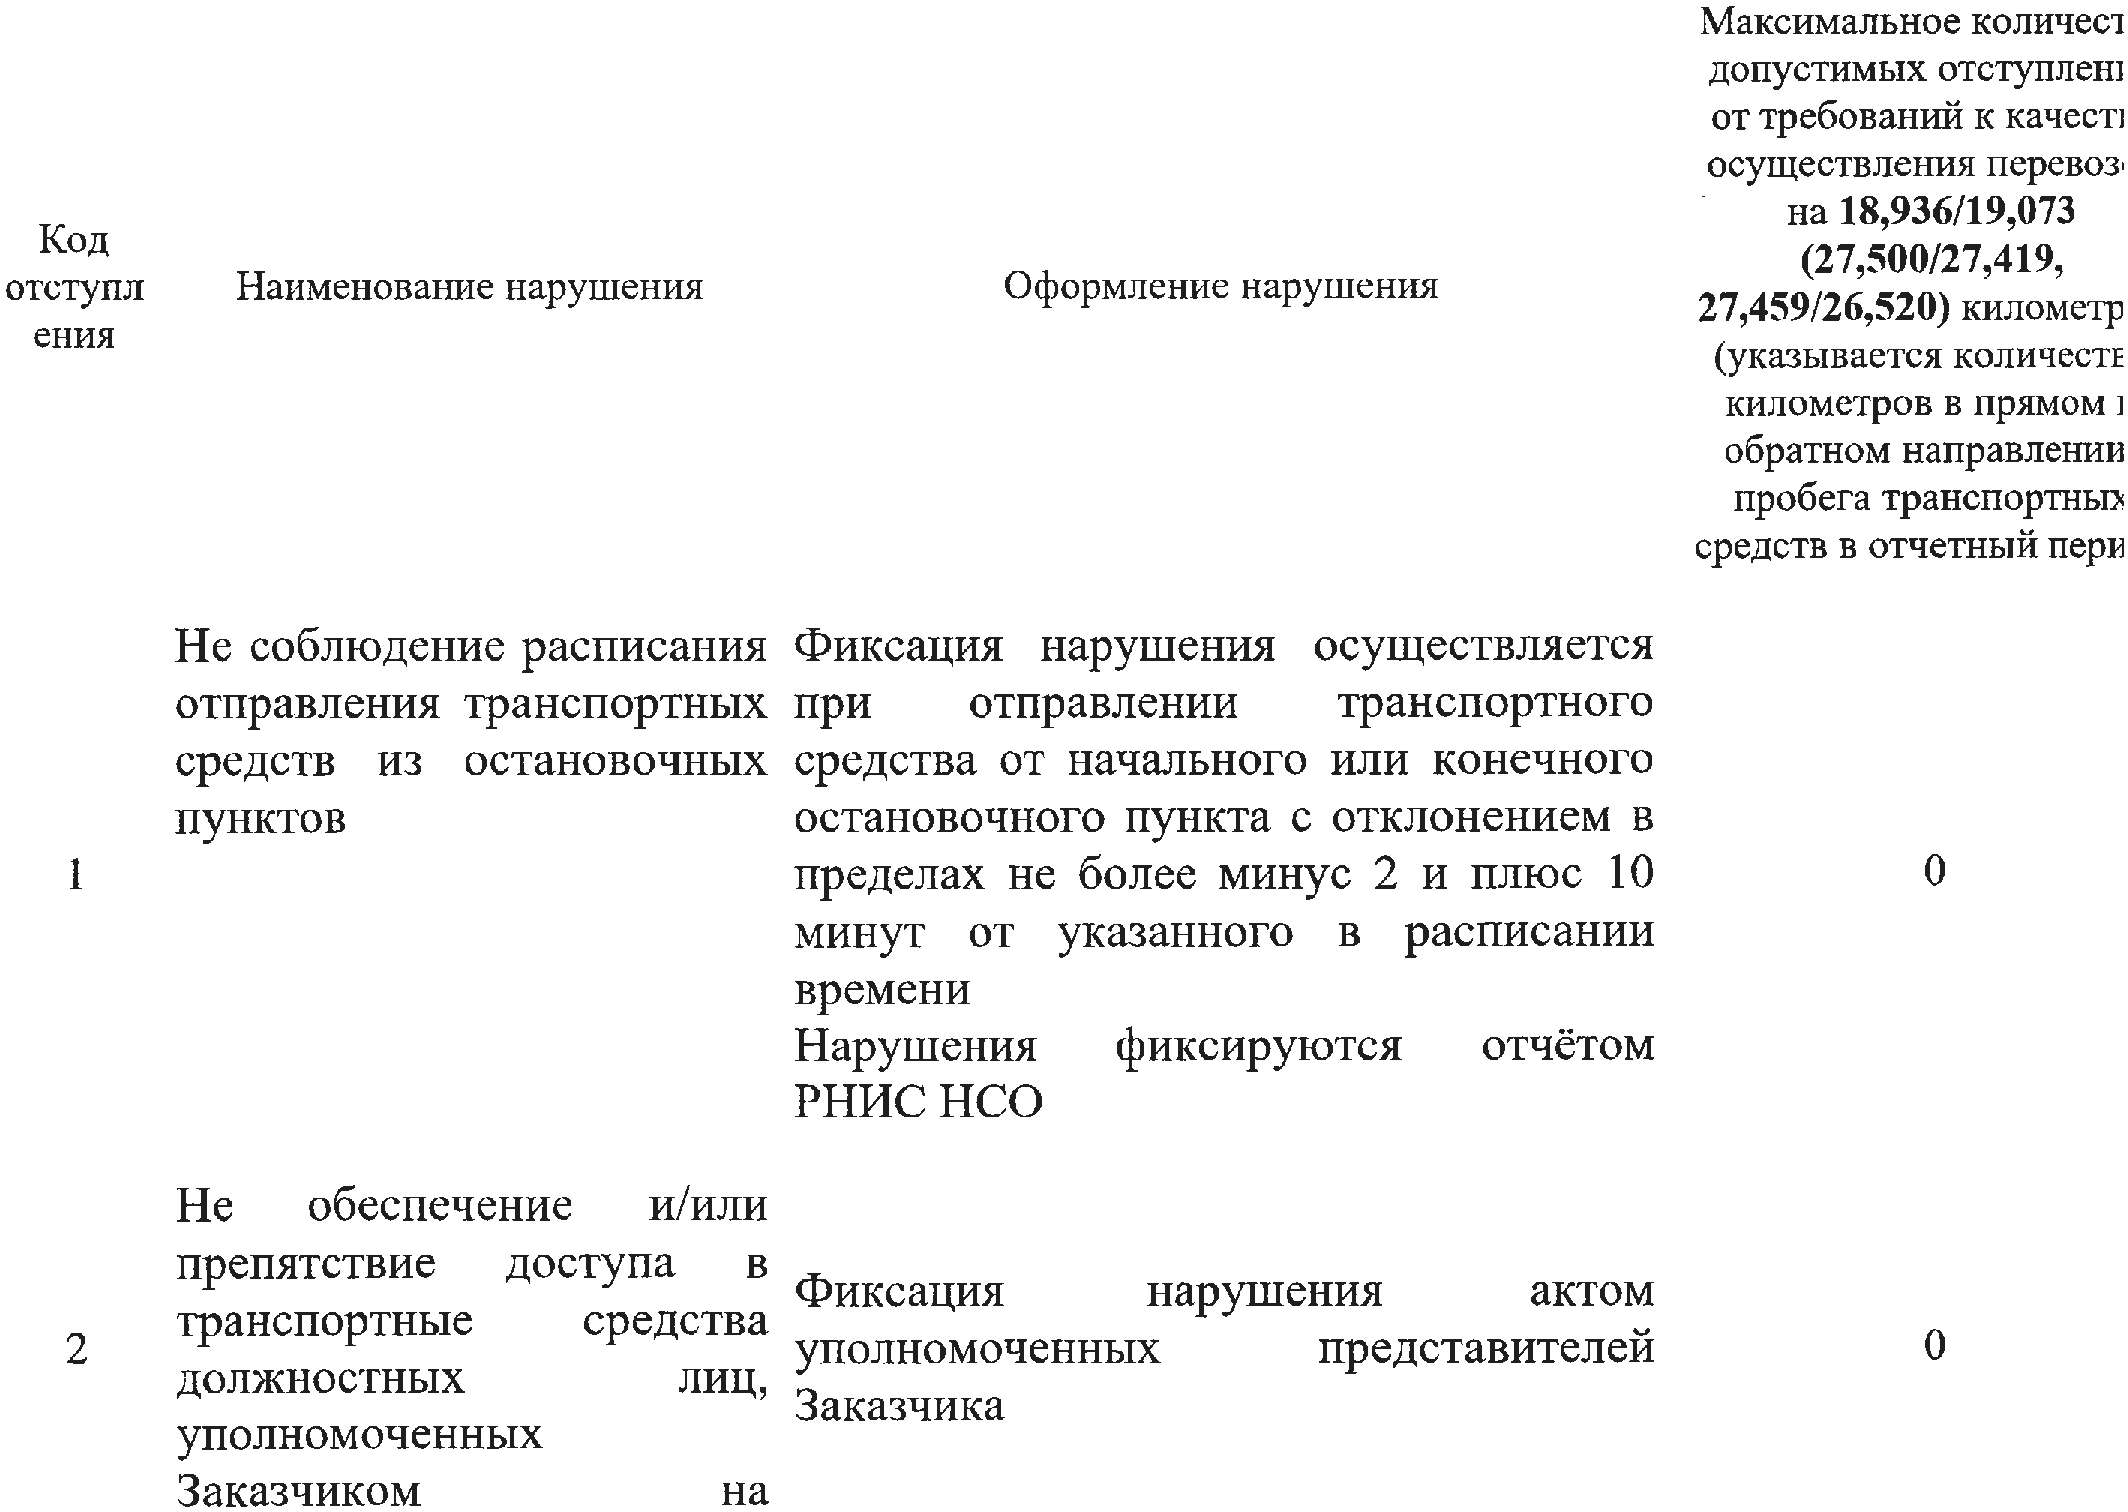 Код
отступл
ения
Наименование нарушения
Оформление нарушения
Максимальное количест
допустимых отступлен
от требований к качест
осуществления перевоз
на 18,936/19,073
(27,500/27,419,
27,459/26,520) километр
(указывается количеств
километров в прямом
обратном направлении
пробега транспортных
средств в отчетный пери
1
Не соблюдение расписания
отправления транспортных
средств из остановочных
пунктов
Фиксация нарушения осуществляется
при отправлении транспортного
средства от начального или конечного
остановочного пункта с отклонением в
пределах не более минус 2 и плюс 10
минут от указанного в расписании
времени
Нарушения фиксируются отчётом
РНИС НСО
0
2
Не обеспечение и/или
препятствие доступа в
транспортные средства
должностных лиц,
уполномоченных
Заказчиком на
Фиксация нарушения актом
уполномоченных представителей
Заказчика
0